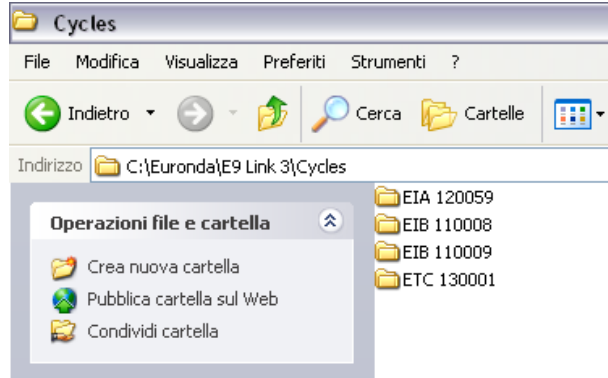 Cycles
File Modifica Visualizza Preferiti Strumenti ?
Indietro Cerca Cartelle
Indirizzo C:\Euronda\E9 Link 3\Cycles
Operazioni file e cartella
Crea nuova cartella
Pubblica cartella sul Web
Condividi cartella
EIA 120059
EIB 110008
EIB 110009
ETC 130001